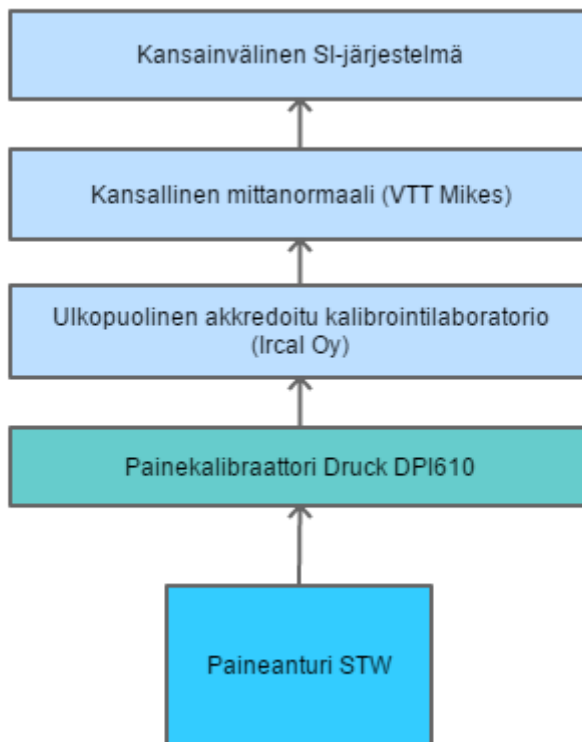 Kansainvälinen SI-järjestelmä
Kansallinen mittanormaali (VTT Mikes)
Ulkopuolinen akkredoitu kalibrointilaboratorio
(Ircal Oy)
Painekalibraattori Druck DPI610
Paineanturi STW